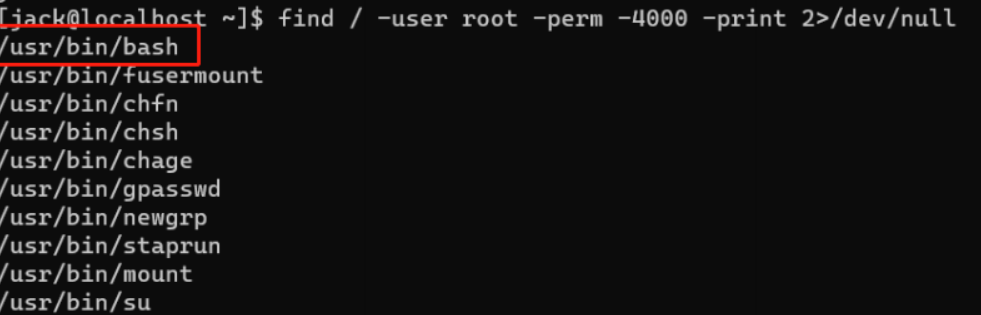 [jack@localhost ~]$ find / -user root -perm -4000 -print 2>/dev/null
/usr/bin/bash
/usr/bin/fusermount
/usr/bin/chfn
/usr/bin/chsh
/usr/bin/chage
/usr/bin/gpasswd
/usr/bin/newgrp
/usr/bin/staprun
/usr/bin/mount
/usr/bin/su